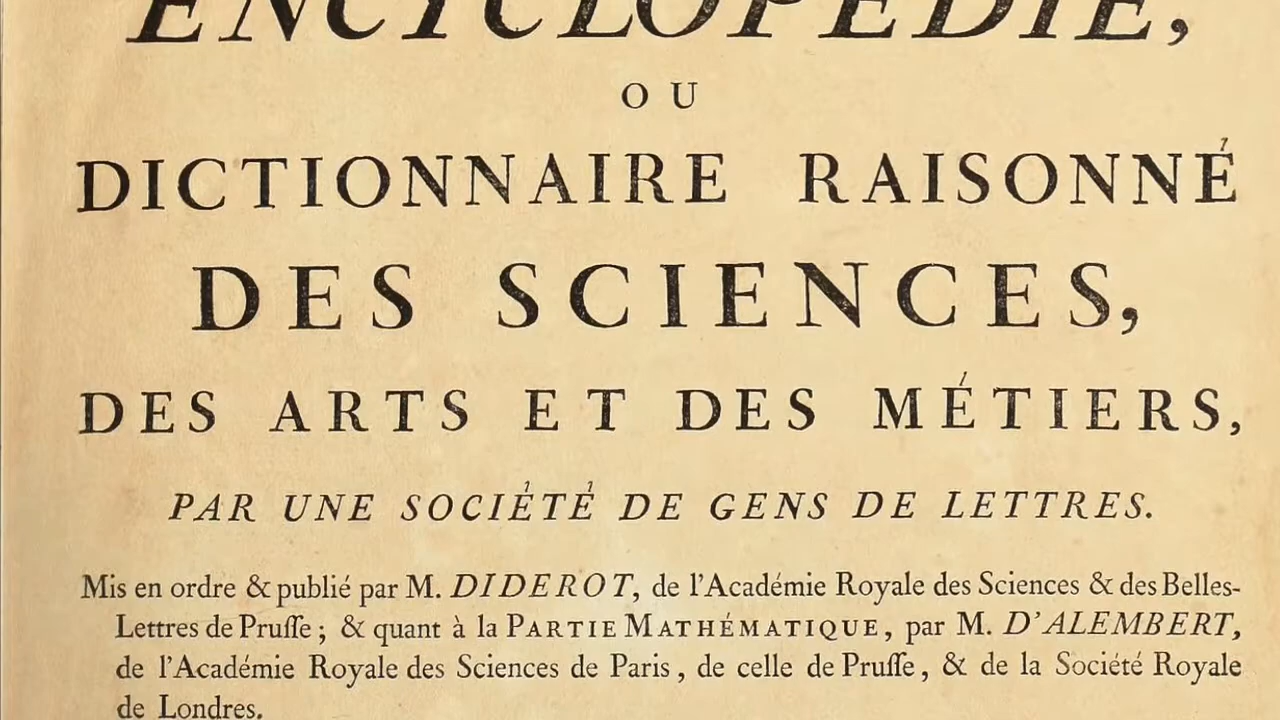 ENCYCLOPÉDIE,
OU
DICTIONNAIRE RAISONNÉ
DES SCIENCES,
DES ARTS ET DES MÉTIERS,
PAR UNE SOCIÉTÉ DE GENS DE LETTRES.
Mis en ordre & publié par M. DIDEROT, de l'Académie Royale des Sciences & des Belles-
Lettres de Pruſſe ; & quant à la PARTIE MATHÉMATIQUE, par M. D'ALEMBERT,
de l'Académie Royale des Sciences de Paris, de celle de Pruſſe, & de la Société Royale
de Londres.